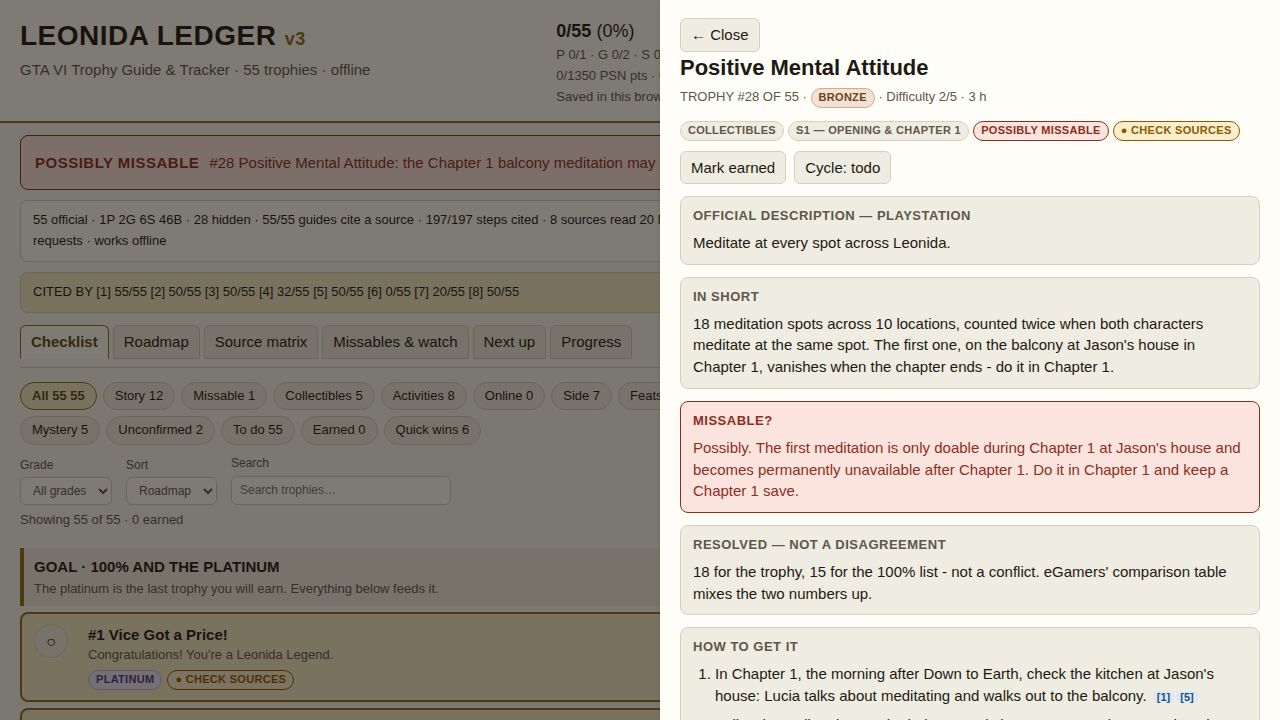 LEONIDA LEDGER v3
GTA VI Trophy Guide & Tracker · 55 trophies · offline
0/55 (0%)
P 0/1 · G 0/2 · S 0
0/1350 PSN pts ·
Saved in this brow
POSSIBLY MISSABLE #28 Positive Mental Attitude: the Chapter 1 balcony meditation may
55 official · 1P 2G 6S 46B · 28 hidden · 55/55 guides cite a source · 197/197 steps cited · 8 sources read 20
requests · works offline
CITED BY [1] 55/55 [2] 50/55 [3] 50/55 [4] 32/55 [5] 50/55 [6] 0/55 [7] 20/55 [8] 50/55
Checklist Roadmap Source matrix Missables & watch Next up Progress
All 55 55 Story 12 Missable 1 Collectibles 5 Activities 8 Online 0 Side 7 Feats
Mystery 5 Unconfirmed 2 To do 55 Earned 0 Quick wins 6
Grade Sort Search
All grades Roadmap Search trophies…
Showing 55 of 55 · 0 earned
GOAL · 100% AND THE PLATINUM
The platinum is the last trophy you will earn. Everything below feeds it.
○ #1 Vice Got a Price!
Congratulations! You're a Leonida Legend.
PLATINUM ● CHECK SOURCES
← Close
Positive Mental Attitude
TROPHY #28 OF 55 · BRONZE · Difficulty 2/5 · 3 h
COLLECTIBLES S1 — OPENING & CHAPTER 1 POSSIBLY MISSABLE ● CHECK SOURCES
Mark earned Cycle: todo
OFFICIAL DESCRIPTION — PLAYSTATION
Meditate at every spot across Leonida.
IN SHORT
18 meditation spots across 10 locations, counted twice when both characters
meditate at the same spot. The first one, on the balcony at Jason's house in
Chapter 1, vanishes when the chapter ends - do it in Chapter 1.
MISSABLE?
Possibly. The first meditation is only doable during Chapter 1 at Jason's house and
becomes permanently unavailable after Chapter 1. Do it in Chapter 1 and keep a
Chapter 1 save.
RESOLVED — NOT A DISAGREEMENT
18 for the trophy, 15 for the 100% list - not a conflict. eGamers' comparison table
mixes the two numbers up.
HOW TO GET IT
1. In Chapter 1, the morning after Down to Earth, check the kitchen at Jason's
house: Lucia talks about meditating and walks out to the balcony. [1] [5]